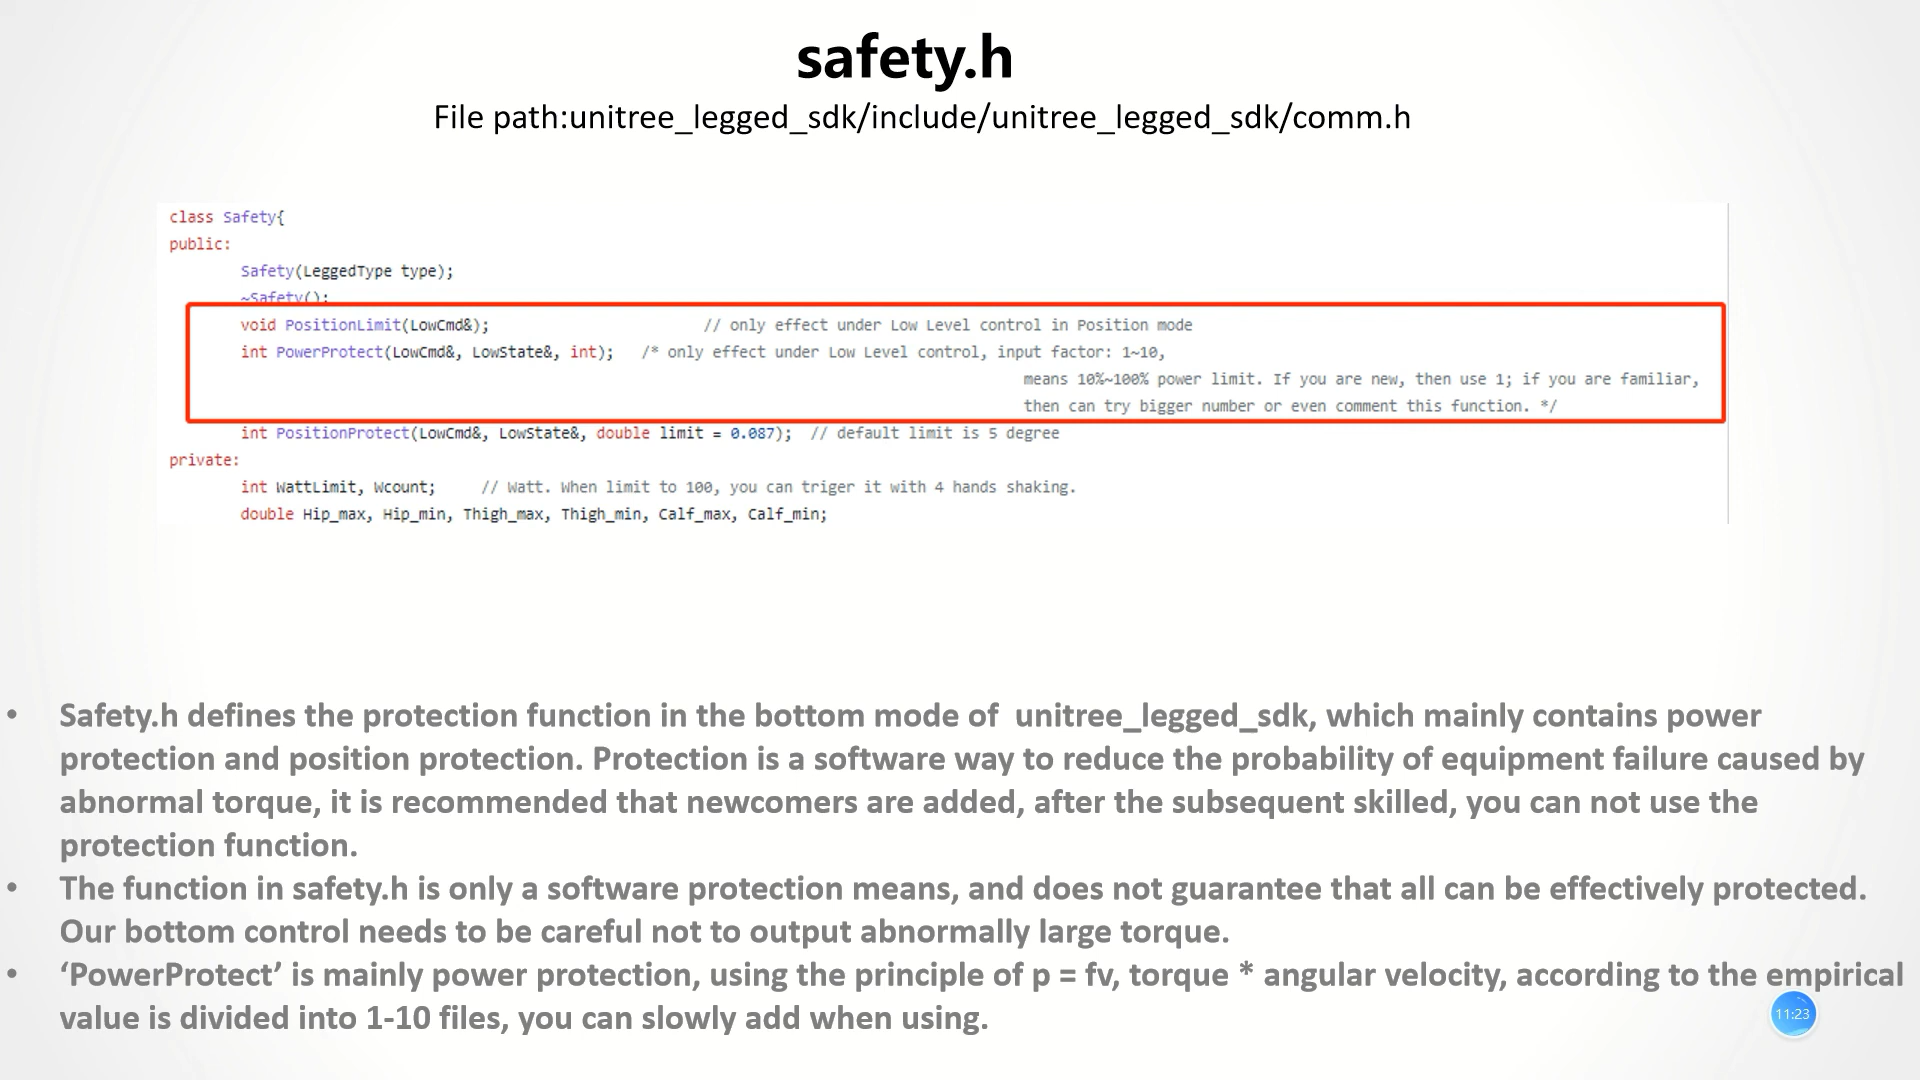 safety.h
File path:unitree_legged_sdk/include/unitree_legged_sdk/comm.h
class Safety{
public:
Safety(LeggedType type);
~Safety();
void PositionLimit(LowCmd&); // only effect under Low Level control in Position mode
int PowerProtect(LowCmd&, LowState&, int); /* only effect under Low Level control, input factor: 1~10,
means 10%~100% power limit. If you are new, then use 1; if you are familiar,
then can try bigger number or even comment this function. */
int PositionProtect(LowCmd&, LowState&, double limit = 0.087); // default limit is 5 degree
private:
int WattLimit, Wcount; // Watt. When limit to 100, you can triger it with 4 hands shaking.
double Hip_max, Hip_min, Thigh_max, Thigh_min, Calf_max, Calf_min;
• Safety.h defines the protection function in the bottom mode of unitree_legged_sdk, which mainly contains power
protection and position protection. Protection is a software way to reduce the probability of equipment failure caused by
abnormal torque, it is recommended that newcomers are added, after the subsequent skilled, you can not use the
protection function.
• The function in safety.h is only a software protection means, and does not guarantee that all can be effectively protected.
Our bottom control needs to be careful not to output abnormally large torque.
• ‘PowerProtect’ is mainly power protection, using the principle of p = fv, torque * angular velocity, according to the empirical
value is divided into 1-10 files, you can slowly add when using.
11:23